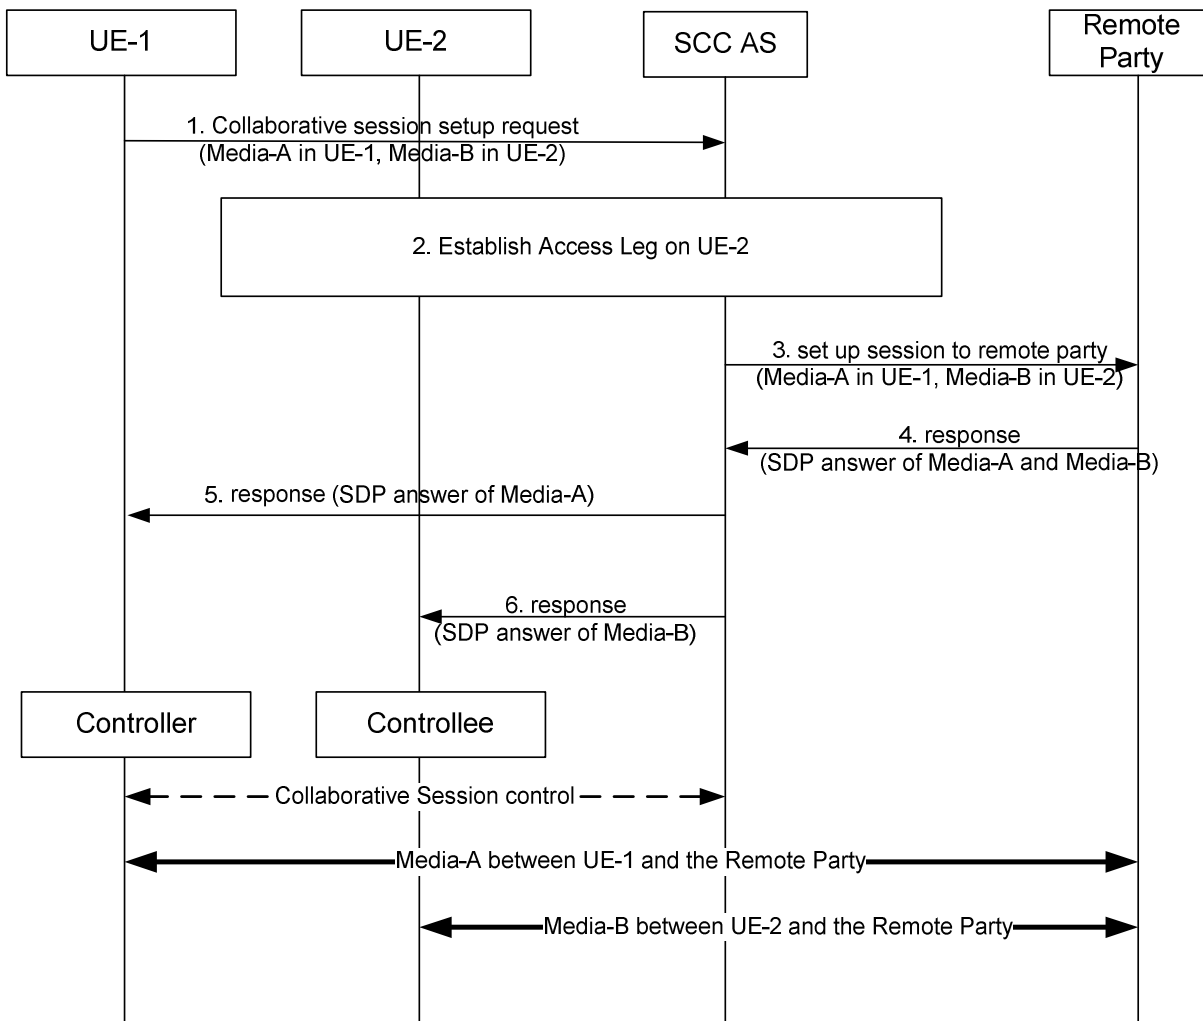 UE-1
UE-2
SCC AS
Remote
Party
1. Collaborative session setup request
(Media-A in UE-1, Media-B in UE-2)
2. Establish Access Leg on UE-2
3. set up session to remote party
(Media-A in UE-1, Media-B in UE-2)
4. response
(SDP answer of Media-A and Media-B)
5. response (SDP answer of Media-A)
6. response
(SDP answer of Media-B)
Controller
Controllee
Collaborative Session control
Media-A between UE-1 and the Remote Party
Media-B between UE-2 and the Remote Party